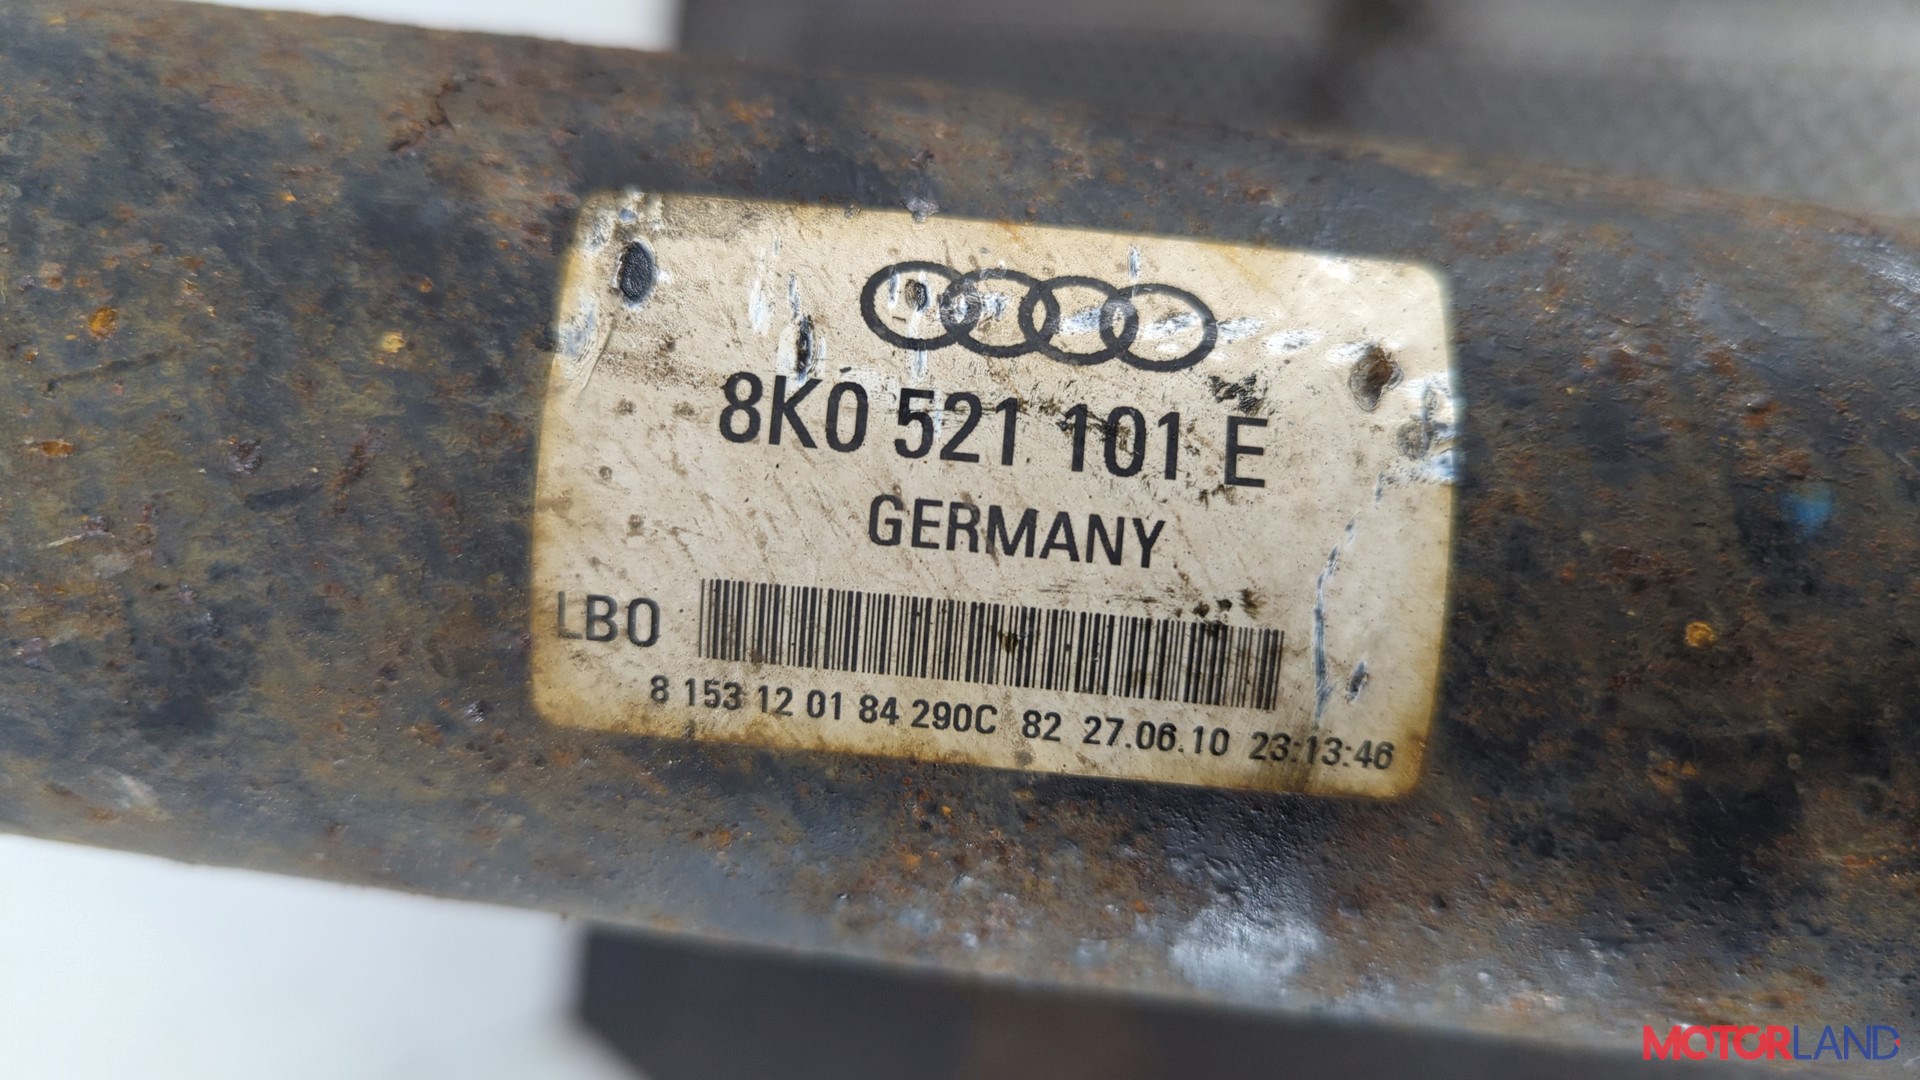 8K0 521 101 E
GERMANY
LBO
8 153 12 01 84 290C 82 27.06.10 23:13:46
MOTORLAND